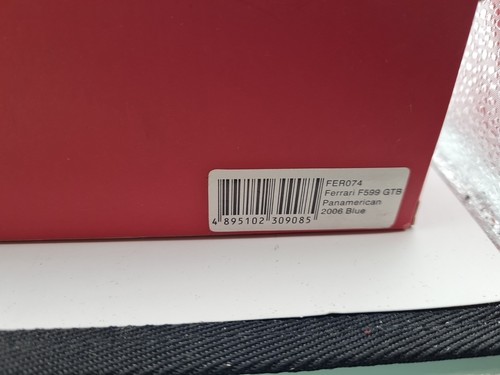 FER074
Ferrari F599 GTB
Panamerican
2006 Blue
4 895102 309085